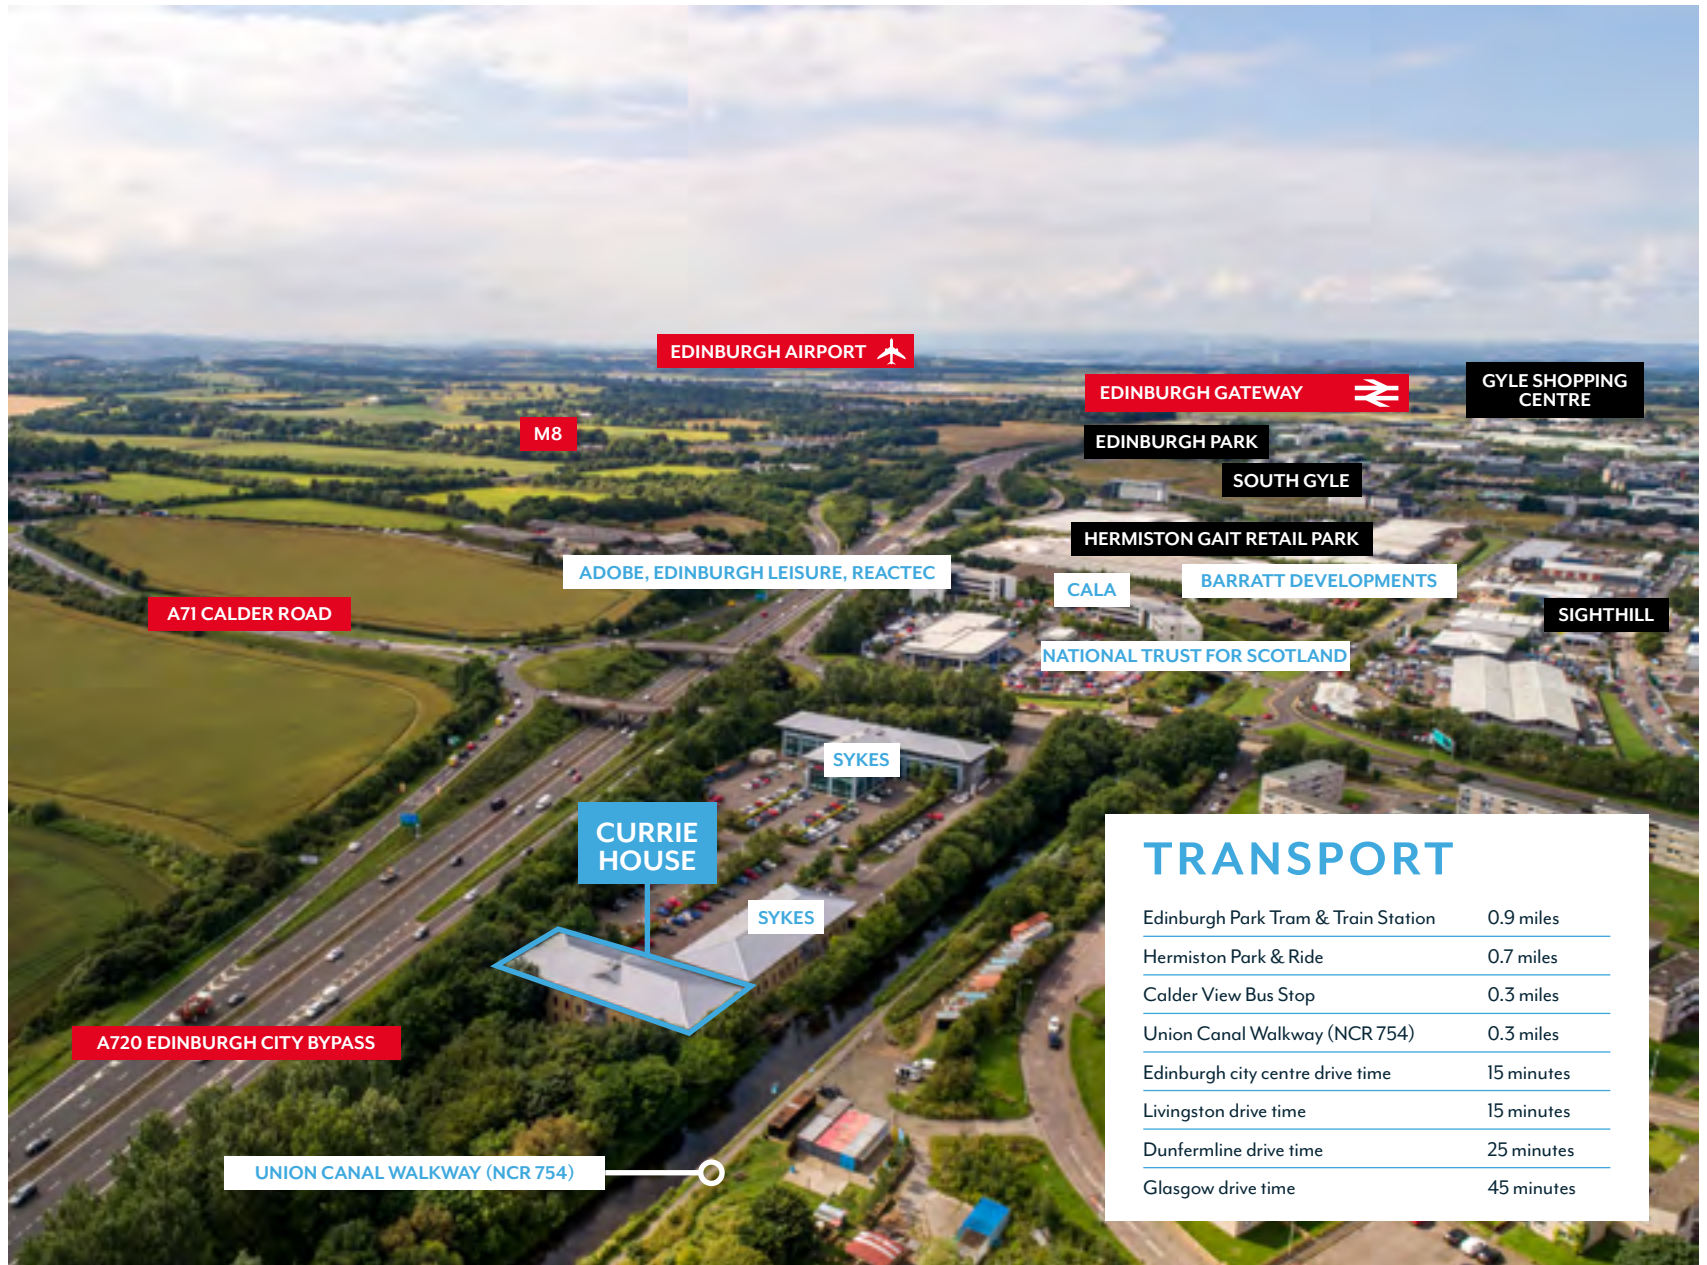 EDINBURGH AIRPORT
EDINBURGH GATEWAY
GYLE SHOPPING
CENTRE
M8
EDINBURGH PARK
SOUTH GYLE
HERMISTON GAIT RETAIL PARK
ADOBE, EDINBURGH LEISURE, REACTEC
CALA
BARRATT DEVELOPMENTS
A71 CALDER ROAD
SIGHTHILL
NATIONAL TRUST FOR SCOTLAND
SYKES
CURRIE
HOUSE
SYKES
A720 EDINBURGH CITY BYPASS
UNION CANAL WALKWAY (NCR 754)
TRANSPORT
Edinburgh Park Tram & Train Station 0.9 miles
Hermiston Park & Ride 0.7 miles
Calder View Bus Stop 0.3 miles
Union Canal Walkway (NCR 754) 0.3 miles
Edinburgh city centre drive time 15 minutes
Livingston drive time 15 minutes
Dunfermline drive time 25 minutes
Glasgow drive time 45 minutes